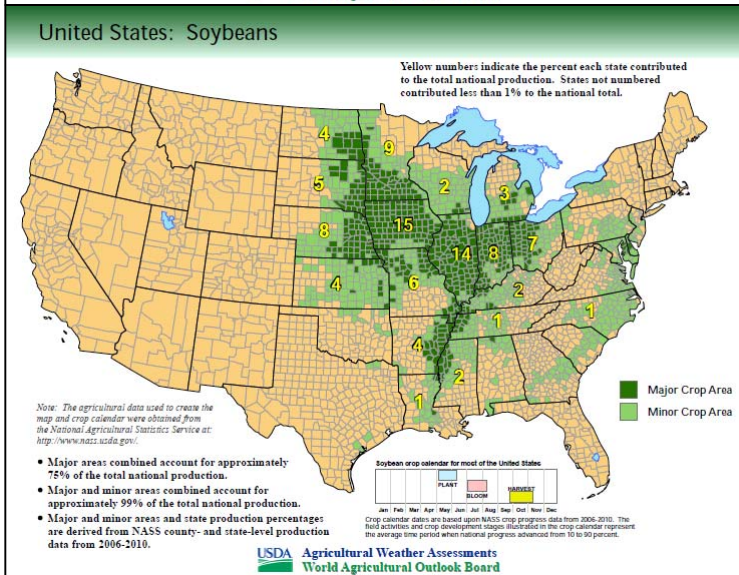 United States: Soybeans
Yellow numbers indicate the percent each state contributed
to the total national production. States not numbered
contributed less than 1% to the national total.
4
9
5
2
3
15
8
14
8
7
4
6
2
1
1
4
2
1
Major Crop Area
Minor Crop Area
Note: The agricultural data used to create the
map and crop calendar were obtained from
the National Agricultural Statistics Service at:
http://www.nass.usda.gov/.
• Major areas combined account for approximately
75% of the total national production.
• Major and minor areas combined account for
approximately 99% of the total national production.
• Major and minor areas and state production percentages
are derived from NASS county- and state-level production
data from 2006-2010.
Soybean crop calendar for most of the United States
PLANT
BLOOM
HARVEST
Jan Feb Mar Apr May Jun Jul Aug Sep Oct Nov Dec
Crop calendar dates are based upon NASS crop progress data from 2006-2010. The
field activities and crop development stages illustrated in the crop calendar represent
the average time period when national progress advanced from 10 to 90 percent.
USDA Agricultural Weather Assessments
World Agricultural Outlook Board